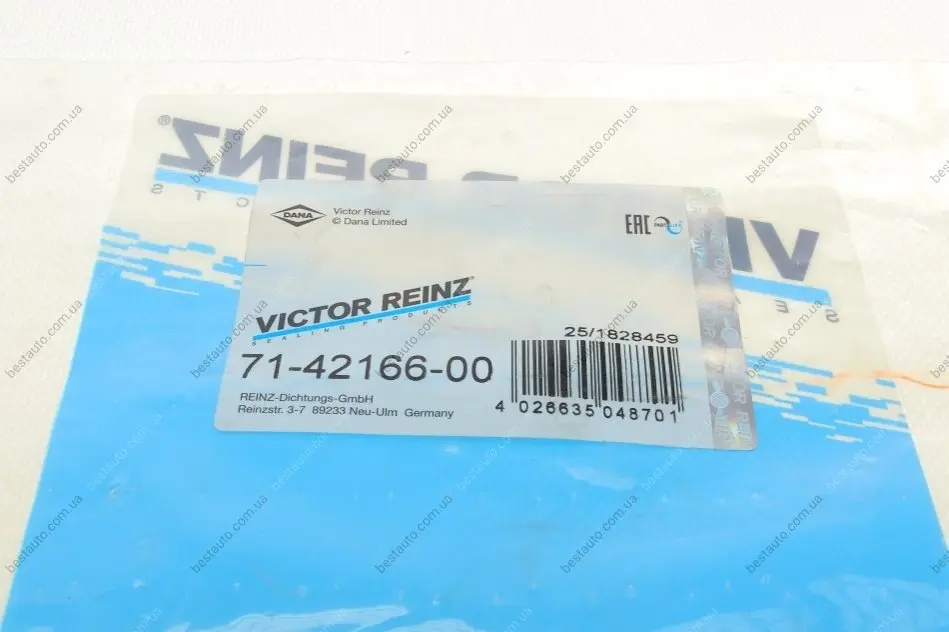 REINZ®
DANA
Victor Reinz
© Dana Limited
EAC
VICTOR REINZ®
SEALING PRODUCTS
25/1828459
71-42166-00
REINZ-Dichtungs-GmbH
Reinzstr. 3-7 89233 Neu-Ulm Germany
4 026635 048701
bestauto.com.ua